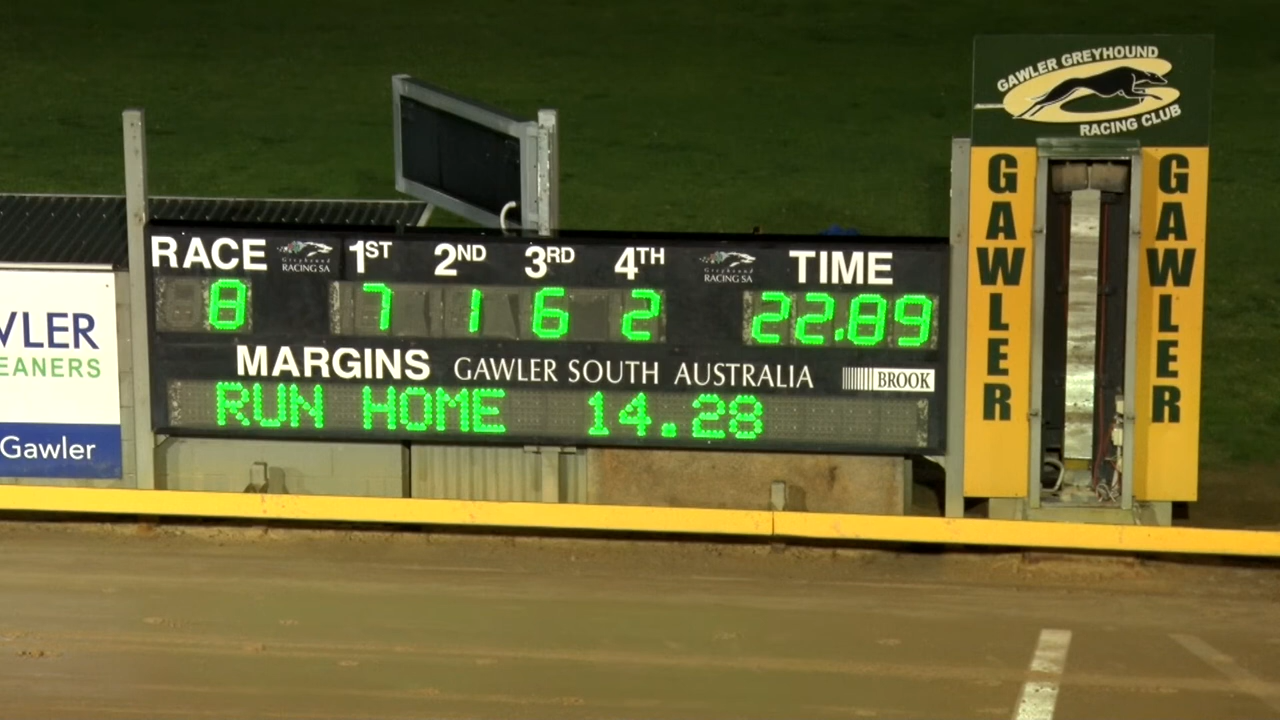 GAWLER GREYHOUND
RACING CLUB
GAWLER
GAWLER
RACE
Greyhound
RACING SA
1ST 2ND 3RD 4TH
Greyhound
RACING SA
TIME
8 7 1 6 2 22.89
MARGINS GAWLER SOUTH AUSTRALIA BROOK
RUN HOME 14.28
WLER
EANERS
Gawler